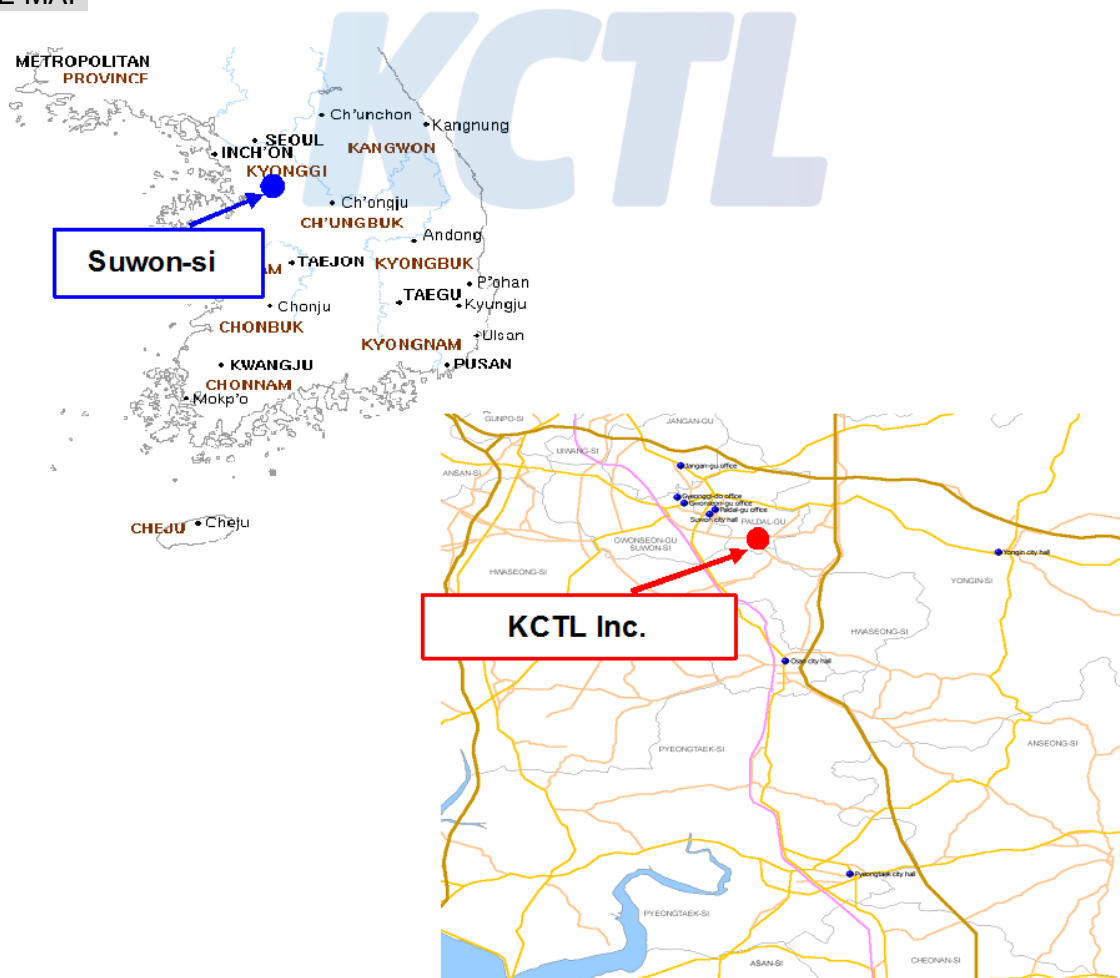 KCTL
METROPOLITAN
PROVINCE
Ch'unchon
Kangnung
SEOUL
INCH'ON
KANGWON
KYONGGI
Ch'ongju
CH'UNGBUK
Andong
Suwon-si
TAEJON
KYONGBUK
P'ohan
TAEGU
Kyungju
Chonju
CHONBUK
Ulsan
KYONGNAM
KWANGJU
PUSAN
CHONNAM
Mokp'o
CHEJU
Cheju
GUNPO-SI
JANGAN-GU
UIWANG-SI
ANSAN-SI
Jangan-gu office
Gyeonggi-do office
Gwonseon-gu office
Paldal-gu office
Suwon city hall
PALDAL-GU
GWONSEON-GU
SUWON-SI
Yongin city hall
HWASEONG-SI
YONGIN-SI
KCTL Inc.
HWASEONG-SI
Osan city hall
PYEONGTAEK-SI
ANSEONG-SI
Pyeongtaek city hall
PYEONGTAEK-SI
ASAN-SI
CHEONAN-SI